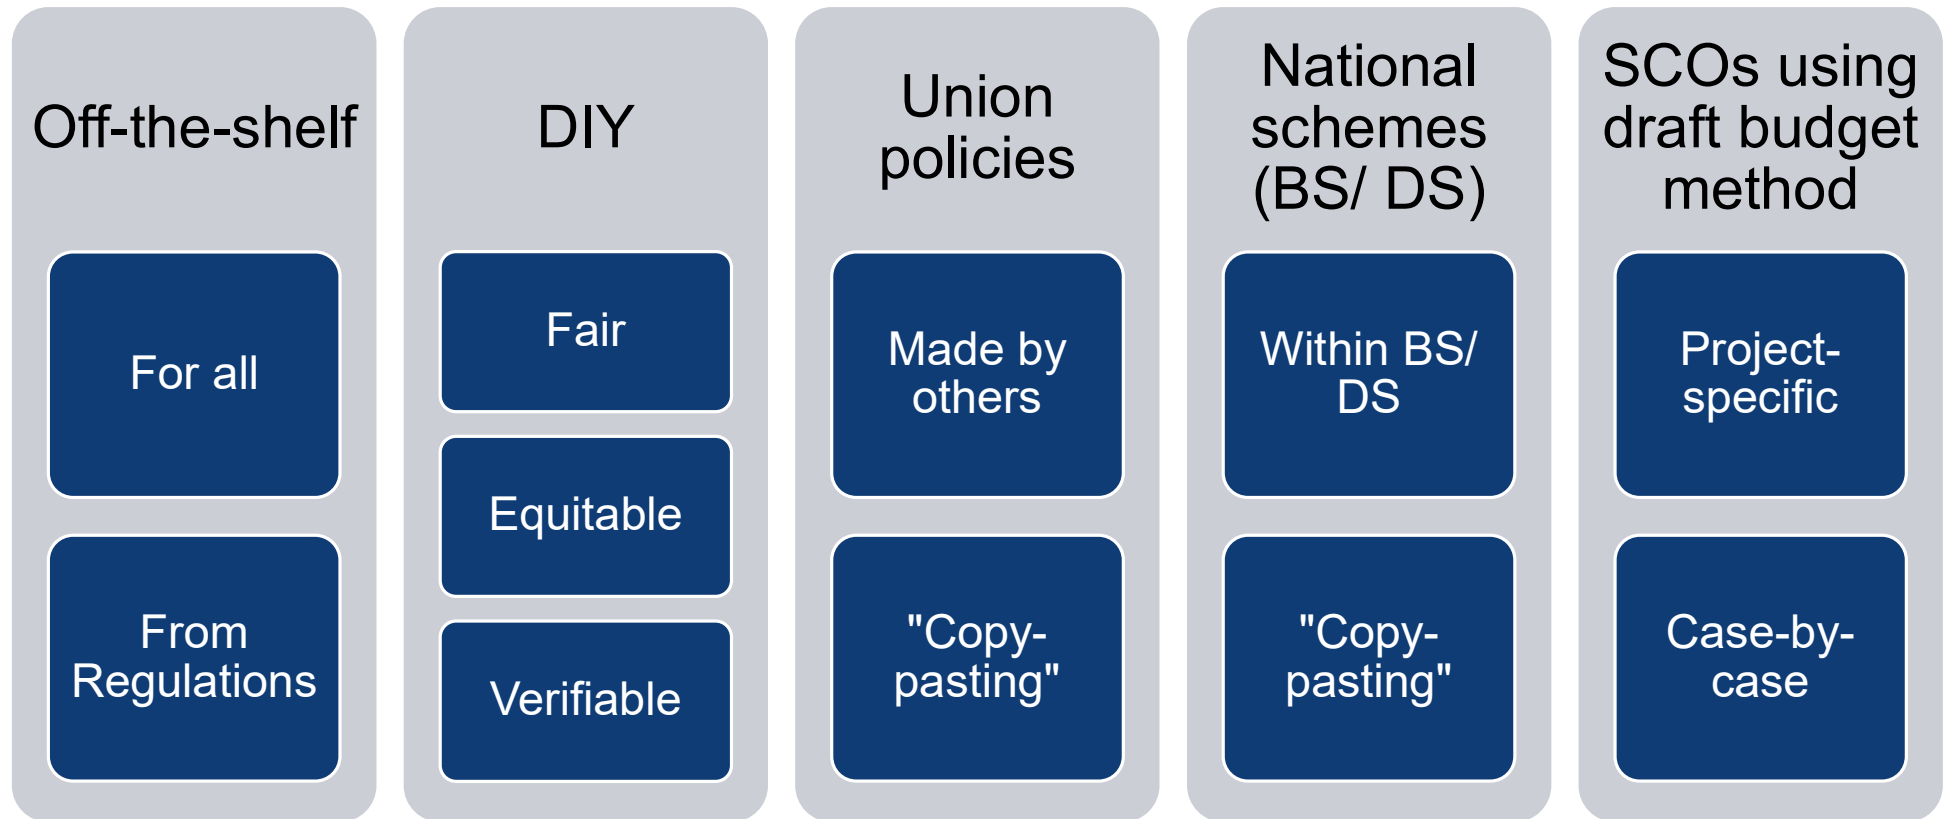 Off-the-shelf
For all
From
Regulations
DIY
Fair
Equitable
Verifiable
Union
policies
Made by
others
"Copy-
pasting"
National
schemes
(BS/ DS)
Within BS/
DS
"Copy-
pasting"
SCOs using
draft budget
method
Project-
specific
Case-by-
case